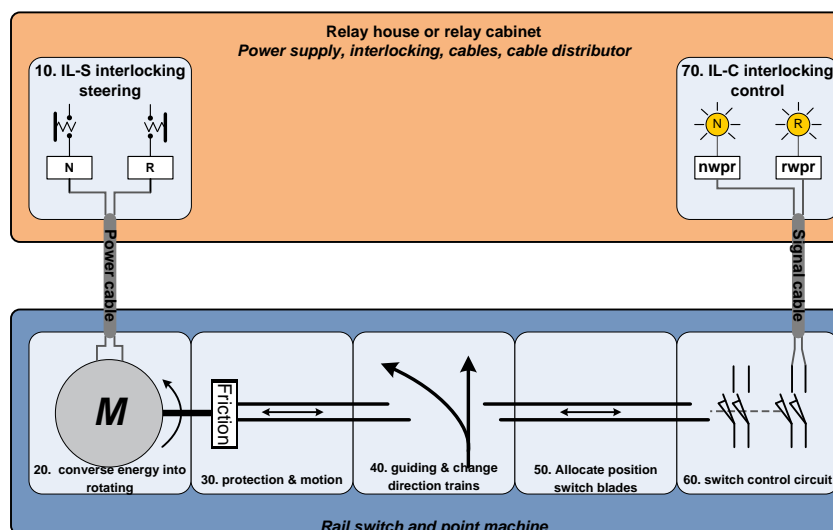 Relay house or relay cabinet
Power supply, interlocking, cables, cable distributor
10. IL-S interlocking
steering
N
R
70. IL-C interlocking
control
N
R
nwpr
rwpr
Power cable
Signal cable
M
Friction
20. converse energy into
rotating
30. protection & motion
40. guiding & change
direction trains
50. Allocate position
switch blades
60. switch control circuit
Rail switch and point machine